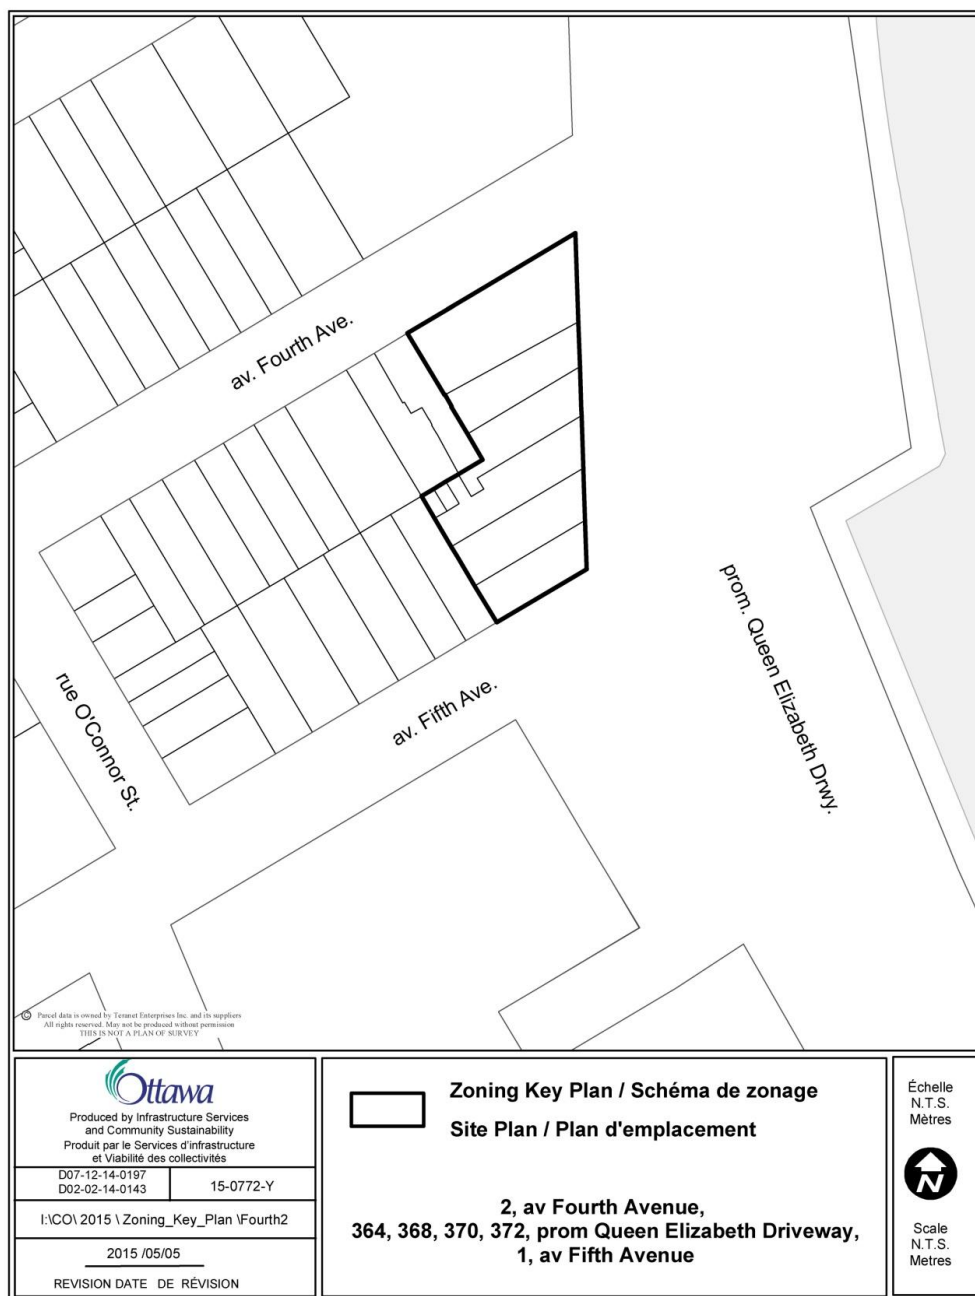 av. Fourth Ave.
av. Fifth Ave.
rue O'Connor St.
prom. Queen Elizabeth Drwy.
© Parcel data is owned by Teranet Enterprises Inc. and its suppliers
All rights reserved. May not be produced without permission
THIS IS NOT A PLAN OF SURVEY
Ottawa
Produced by Infrastructure Services
and Community Sustainability
Produit par le Services d'infrastructure
et Viabilité des collectivités
D07-12-14-0197
D02-02-14-0143
15-0772-Y
I:\CO\ 2015 \ Zoning_Key_Plan \Fourth2
2015 /05/05
REVISION DATE DE RÉVISION
Zoning Key Plan / Schéma de zonage
Site Plan / Plan d'emplacement
2, av Fourth Avenue,
364, 368, 370, 372, prom Queen Elizabeth Driveway,
1, av Fifth Avenue
Échelle
N.T.S.
Mètres
N
Scale
N.T.S.
Metres